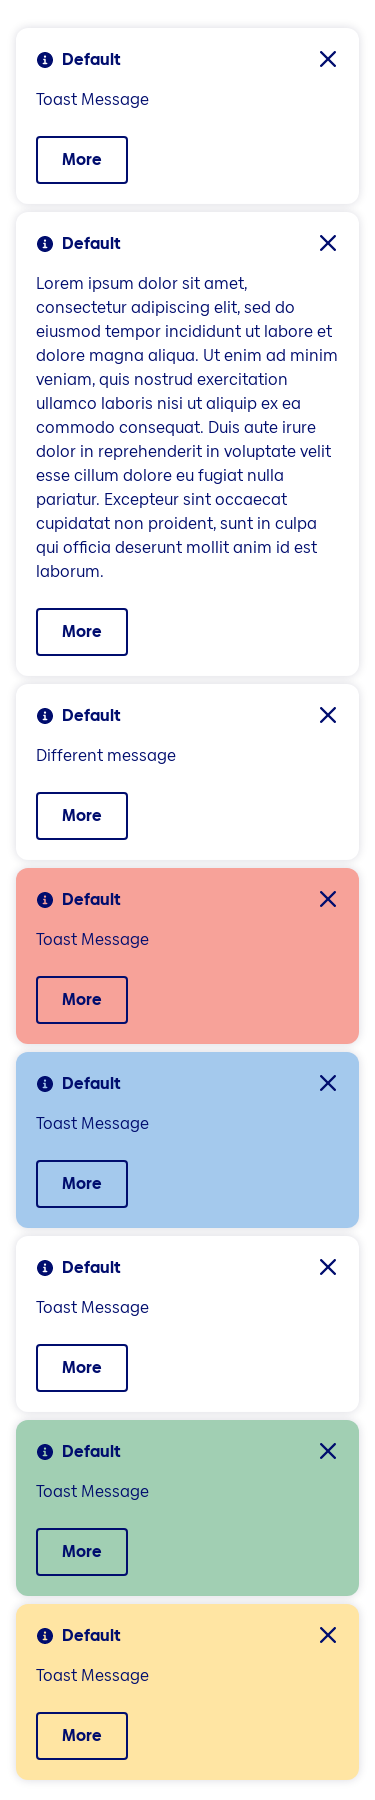 Default
Toast Message
More
Default
Lorem ipsum dolor sit amet,
consectetur adipiscing elit, sed do
eiusmod tempor incididunt ut labore et
dolore magna aliqua. Ut enim ad minim
veniam, quis nostrud exercitation
ullamco laboris nisi ut aliquip ex ea
commodo consequat. Duis aute irure
dolor in reprehenderit in voluptate velit
esse cillum dolore eu fugiat nulla
pariatur. Excepteur sint occaecat
cupidatat non proident, sunt in culpa
qui officia deserunt mollit anim id est
laborum.
More
Default
Different message
More
Default
Toast Message
More
Default
Toast Message
More
Default
Toast Message
More
Default
Toast Message
More
Default
Toast Message
More